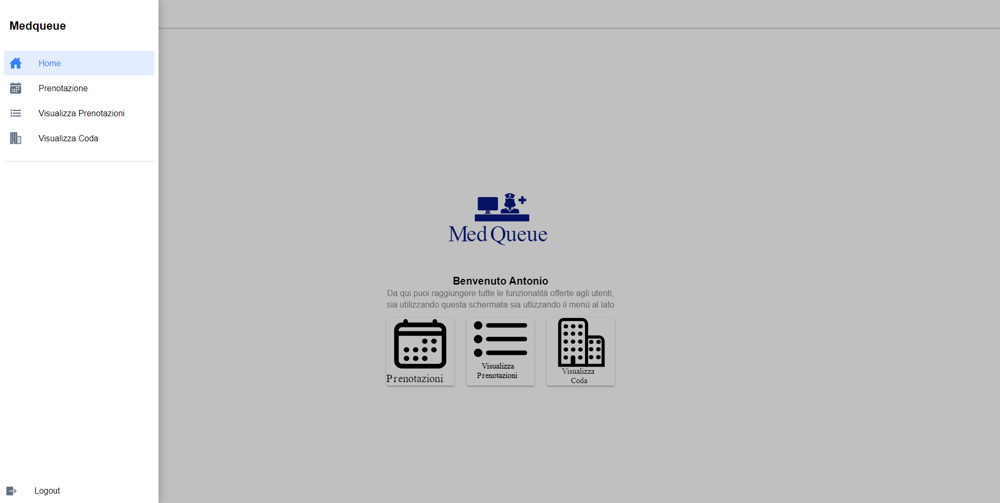 Medqueue
Home
Prenotazione
Visualizza Prenotazioni
Visualizza Coda
Logout
Med Queue
Benvenuto Antonio
Da qui puoi raggiungere tutte le funzionalità offerte agli utenti,
sia utilizzando questa schermata sia utlizzando il menù al lato
Prenotazioni
Visualizza
Prenotazioni
Visualizza
Coda